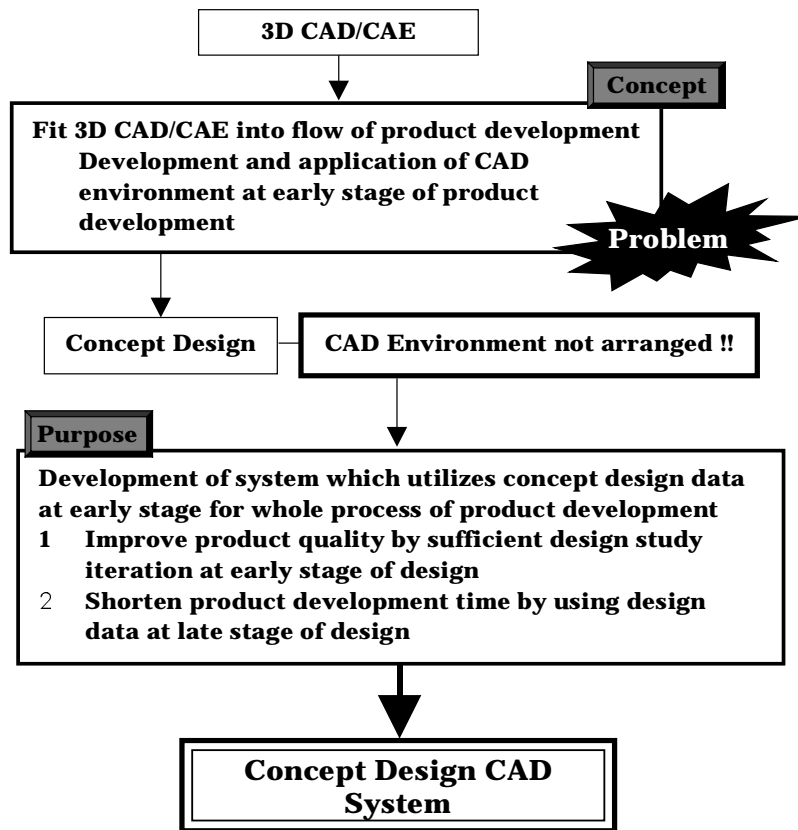 3D CAD/CAE
Concept
Fit 3D CAD/CAE into flow of product development
Development and application of CAD
environment at early stage of product
development
Problem
Concept Design
CAD Environment not arranged !!
Purpose
Development of system which utilizes concept design data
at early stage for whole process of product development
1 Improve product quality by sufficient design study
iteration at early stage of design
2 Shorten product development time by using design
data at late stage of design
Concept Design CAD
System